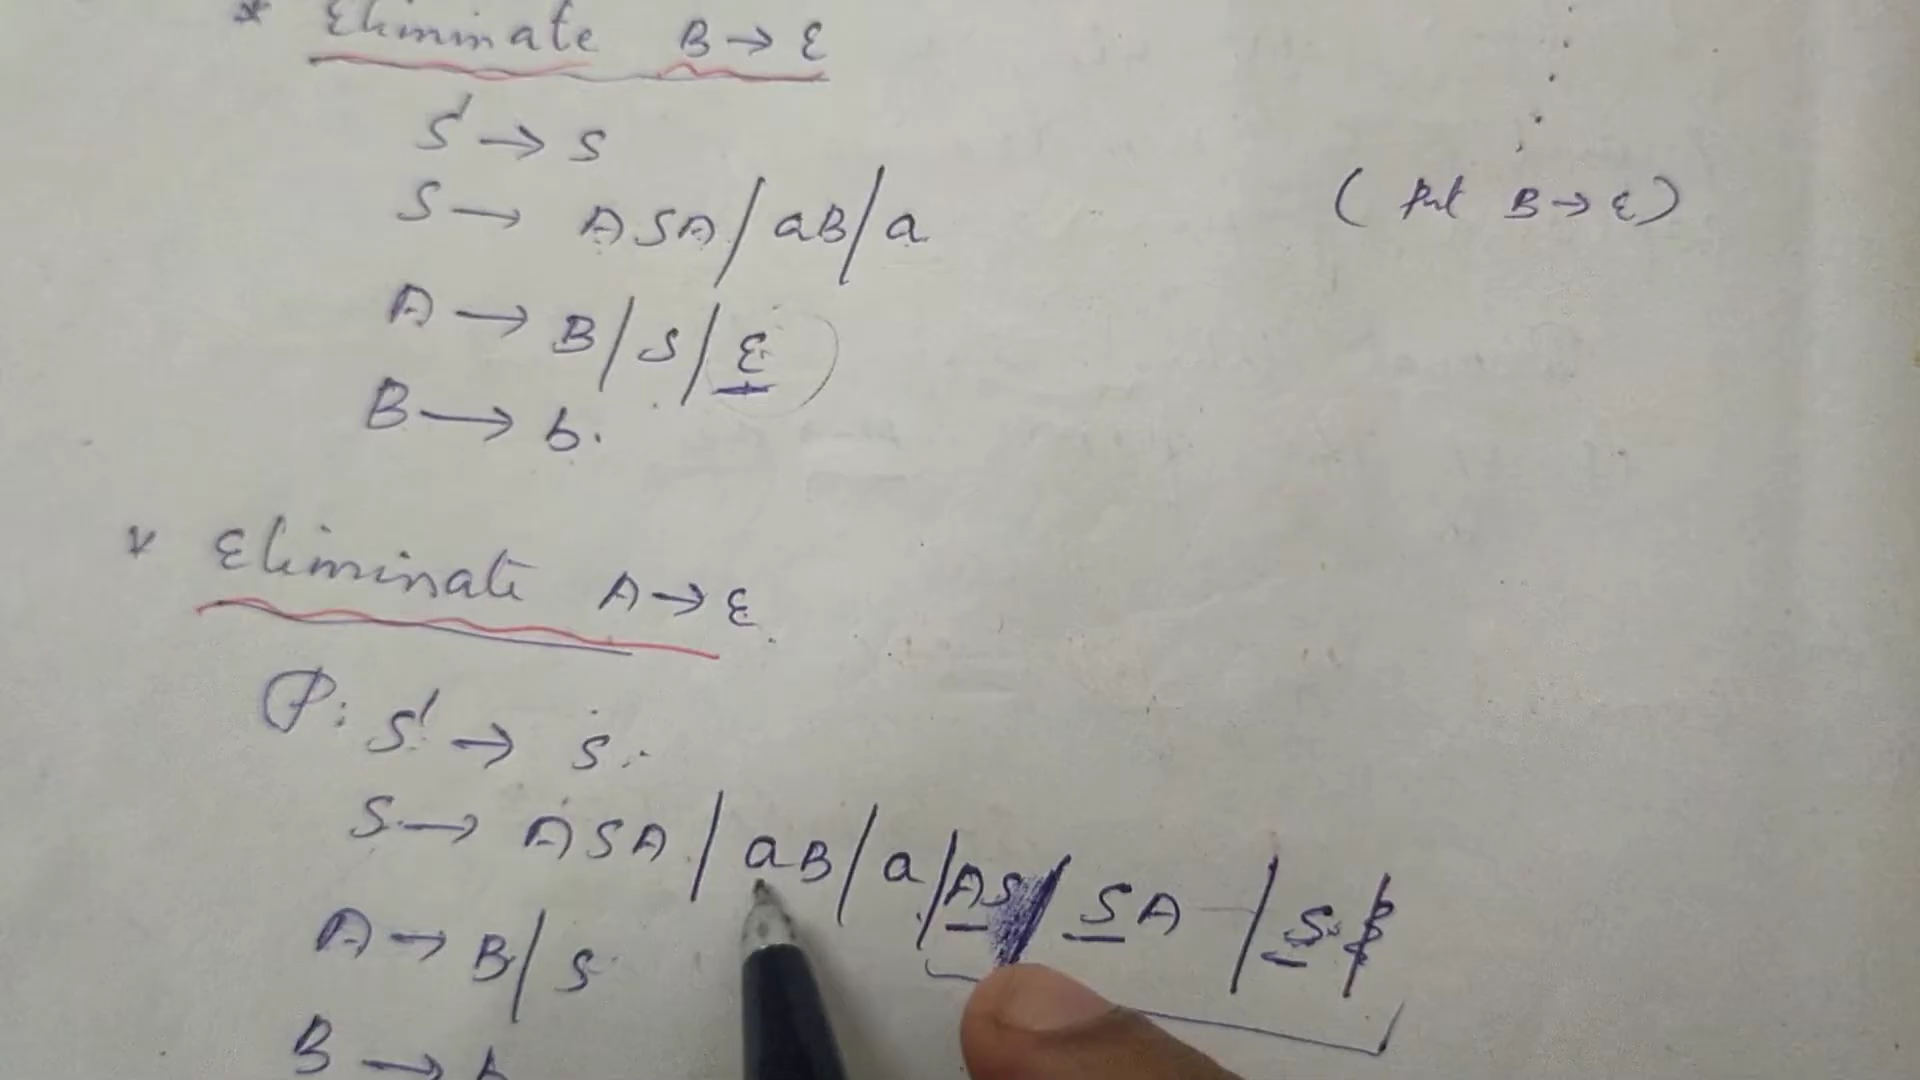 * Eliminate B → ε
S' → S
S → ASA / aB / a
(Put B → ε)
A → B / S / ε
B → b.
* Eliminate A → ε
P: S' → S.
S → ASA / aB / a / AS / SA / S
A → B / S
B → b